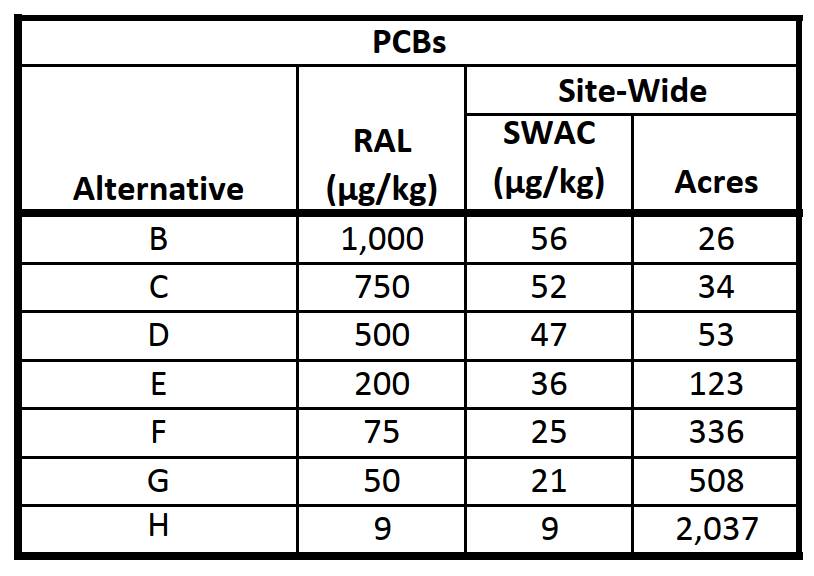 PCBs
Site-Wide
Alternative RAL (µg/kg) SWAC (µg/kg) Acres
B 1,000 56 26
C 750 52 34
D 500 47 53
E 200 36 123
F 75 25 336
G 50 21 508
H 9 9 2,037